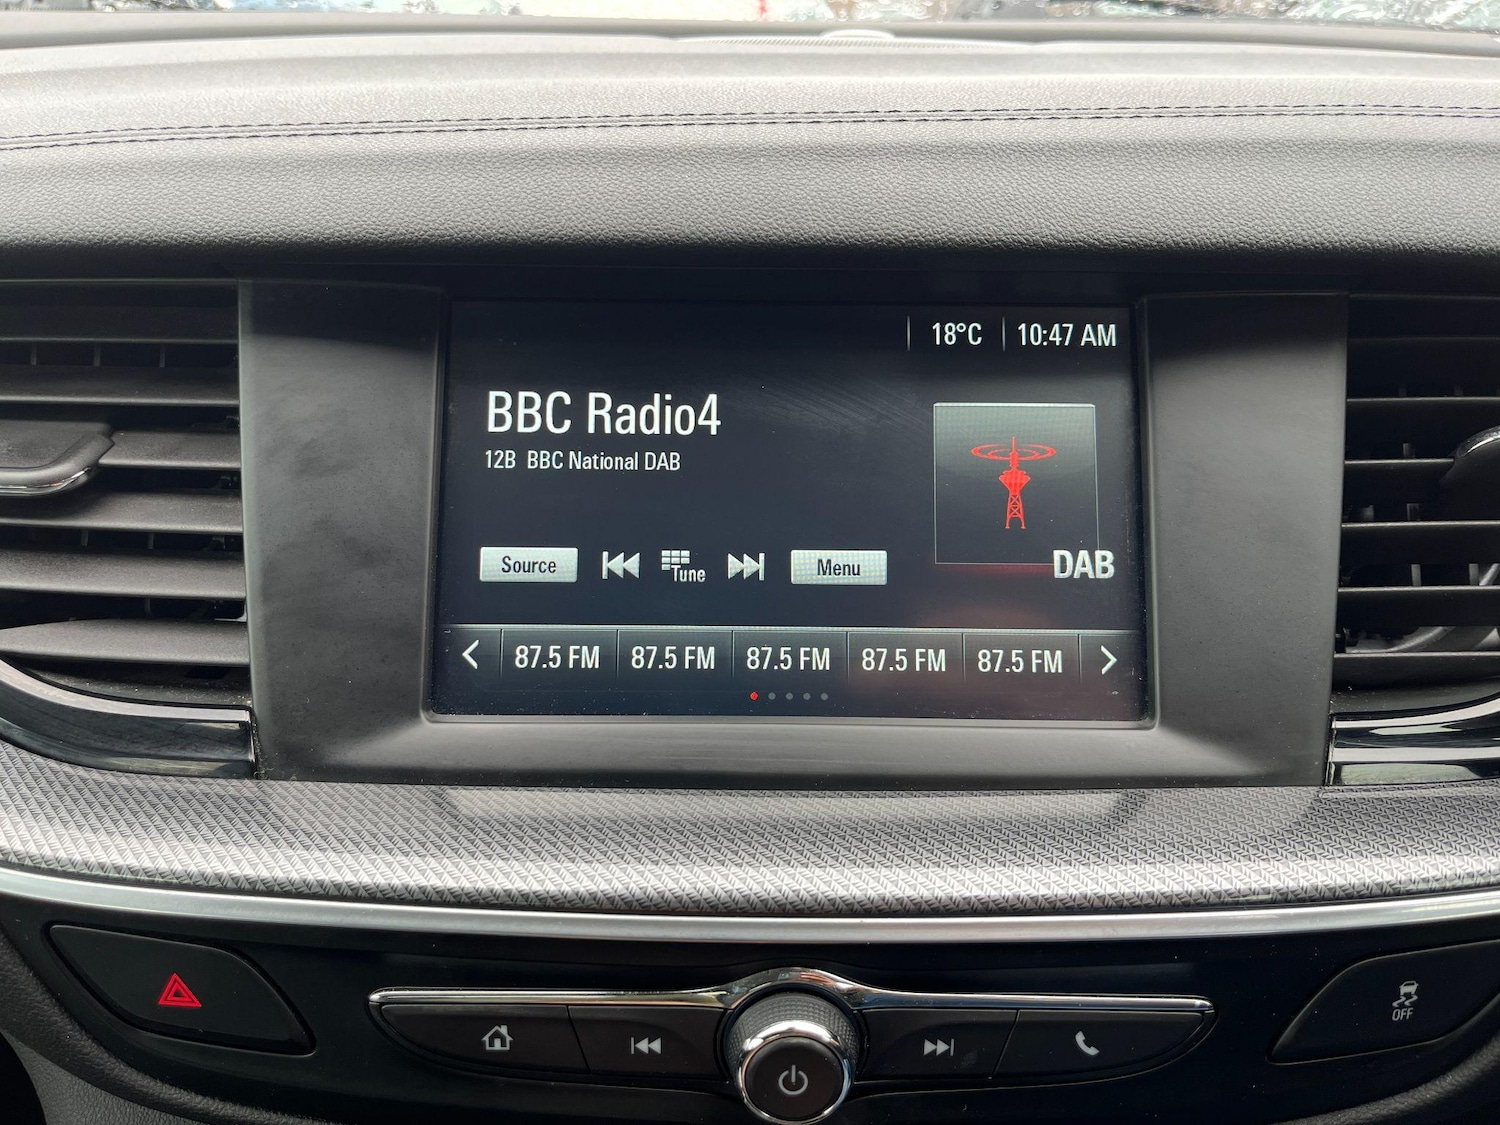 18°C 10:47 AM
BBC Radio4
12B BBC National DAB
DAB
Source Tune Menu
87.5 FM 87.5 FM 87.5 FM 87.5 FM 87.5 FM
OFF